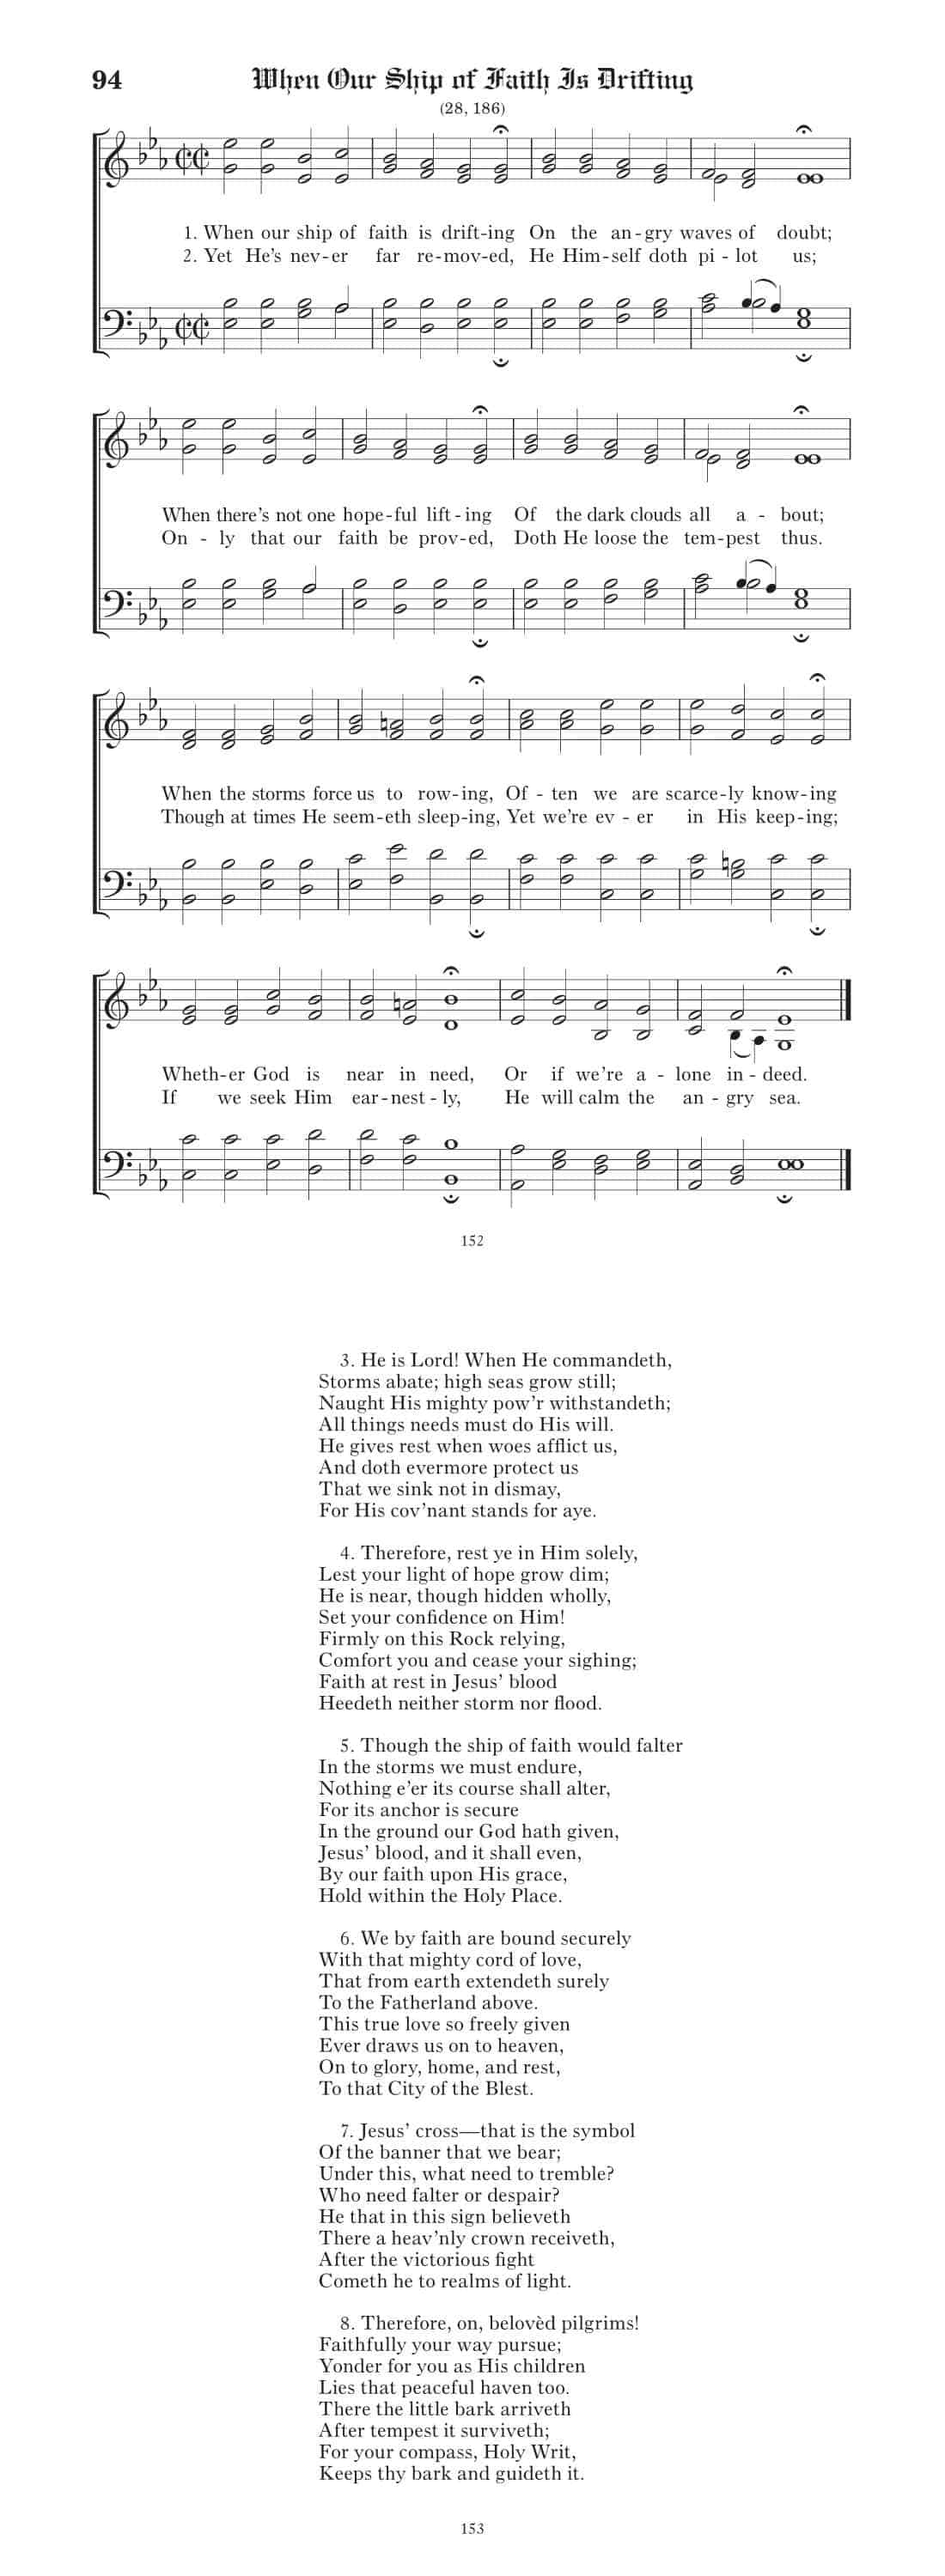 94 When Our Ship of Faith Is Drifting
(28, 186)
1. When our ship of faith is drift-ing On the an-gry waves of doubt;
2. Yet He's nev-er far re-mov-ed, He Him-self doth pi-lot us;
When there's not one hope-ful lift-ing Of the dark clouds all a-bout;
On-ly that our faith be prov-ed, Doth He loose the tem-pest thus.
When the storms force us to row-ing, Of-ten we are scarce-ly know-ing
Though at times He seem-eth sleep-ing, Yet we're ev-er in His keep-ing;
Wheth-er God is near in need, Or if we're a-lone in-deed.
If we seek Him ear-nest-ly, He will calm the an-gry sea.
152
3. He is Lord! When He commandeth,
Storms abate; high seas grow still;
Naught His mighty pow'r withstandeth;
All things needs must do His will.
He gives rest when woes afflict us,
And doth evermore protect us
That we sink not in dismay,
For His cov'nant stands for aye.
4. Therefore, rest ye in Him solely,
Lest your light of hope grow dim;
He is near, though hidden wholly,
Set your confidence on Him!
Firmly on this Rock relying,
Comfort you and cease your sighing;
Faith at rest in Jesus' blood
Heedeth neither storm nor flood.
5. Though the ship of faith would falter
In the storms we must endure,
Nothing e'er its course shall alter,
For its anchor is secure
In the ground our God hath given,
Jesus' blood, and it shall even,
By our faith upon His grace,
Hold within the Holy Place.
6. We by faith are bound securely
With that mighty cord of love,
That from earth extendeth surely
To the Fatherland above.
This true love so freely given
Ever draws us on to heaven,
On to glory, home, and rest,
To that City of the Blest.
7. Jesus' cross—that is the symbol
Of the banner that we bear;
Under this, what need to tremble?
Who need falter or despair?
He that in this sign believeth
There a heav'nly crown receiveth,
After the victorious fight
Cometh he to realms of light.
8. Therefore, on, belovèd pilgrims!
Faithfully your way pursue;
Yonder for you as His children
Lies that peaceful haven too.
There the little bark arriveth
After tempest it surviveth;
For your compass, Holy Writ,
Keeps thy bark and guideth it.
153